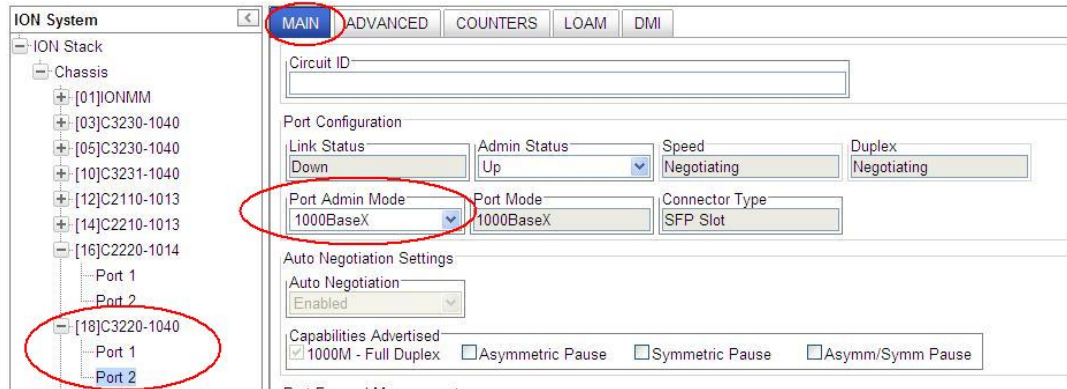 ION System
ION Stack
Chassis
[01]IONMM
[03]C3230-1040
[05]C3230-1040
[10]C3231-1040
[12]C2110-1013
[14]C2210-1013
[16]C2220-1014
Port 1
Port 2
[18]C3220-1040
Port 1
Port 2
MAIN ADVANCED COUNTERS LOAM DMI
Circuit ID
Port Configuration
Link Status Admin Status Speed Duplex
Down Up Negotiating Negotiating
Port Admin Mode Port Mode Connector Type
1000BaseX 1000BaseX SFP Slot
Auto Negotiation Settings
Auto Negotiation
Enabled
Capabilities Advertised
1000M - Full Duplex Asymmetric Pause Symmetric Pause Asymm/Symm Pause